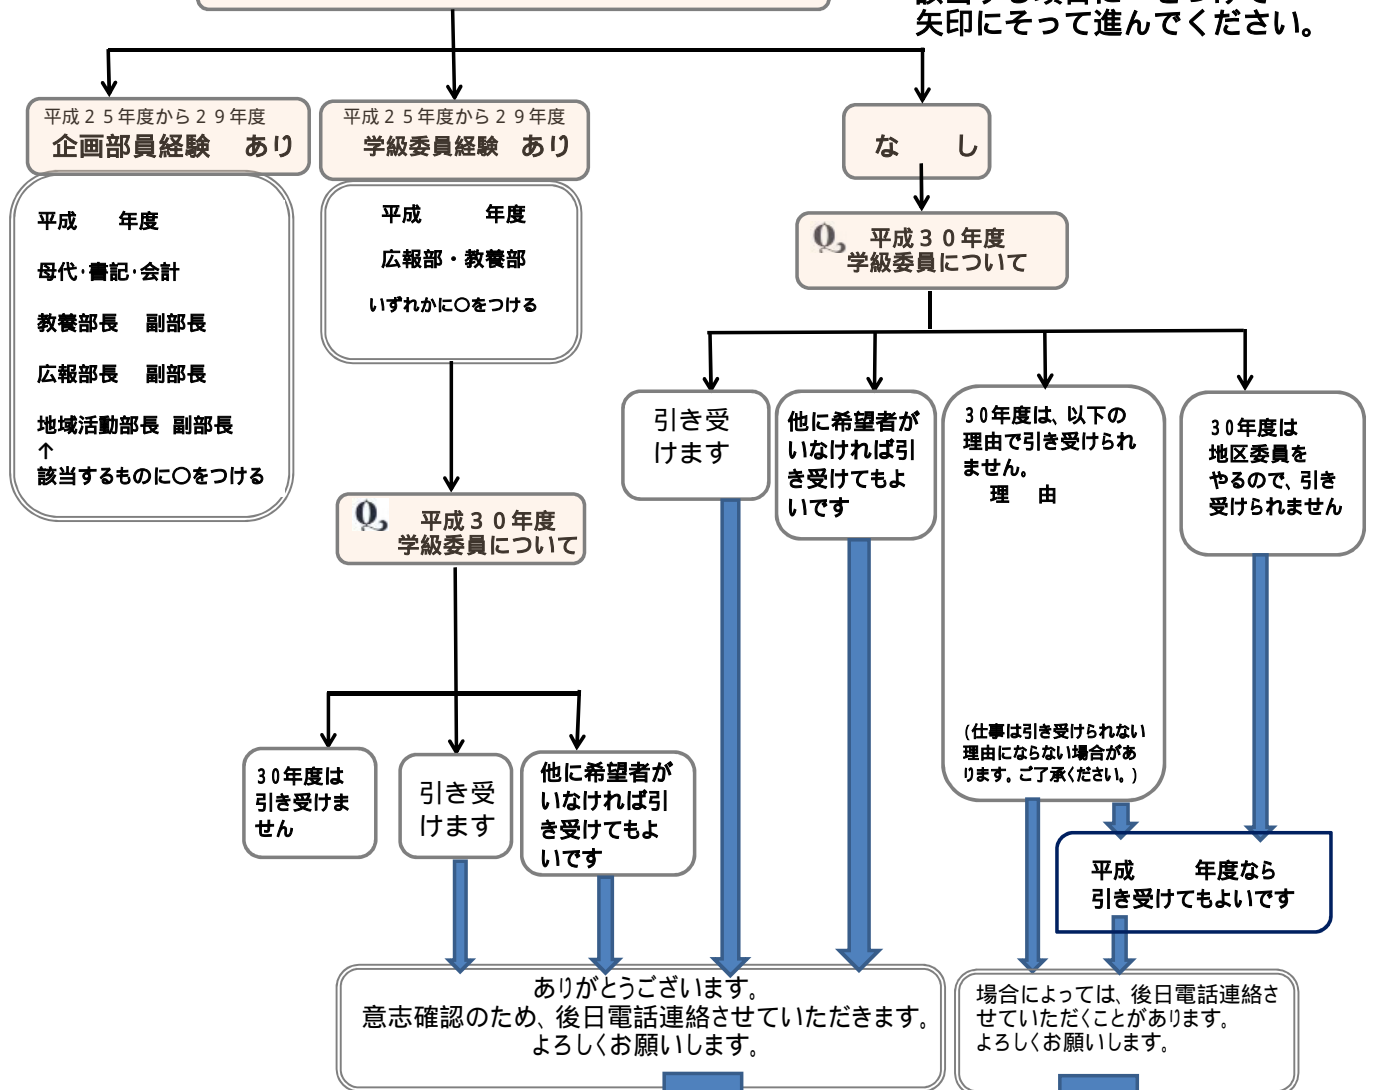 矢印にそって進んでください。
平成25年度から29年度
企画部員経験 あり
平成 年度
母代・書記・会計
教養部長 副部長
広報部長 副部長
地域活動部長 副部長
↑
該当するものに〇をつける
平成25年度から29年度
学級委員経験 あり
平成 年度
広報部・教養部
いずれかに〇をつける
Q
平成30年度
学級委員について
30年度は
引き受けま
せん
引き受
けます
他に希望者が
いなければ引
き受けてもよ
いです
な し
Q
平成30年度
学級委員について
引き受
けます
他に希望者が
いなければ引
き受けてもよ
いです
30年度は、以下の
理由で引き受けられ
ません。
理 由
(仕事は引き受けられない
理由にならない場合があ
ります。ご了承ください。)
30年度は
地区委員を
やるので、引き
受けられません
平成 年度なら
引き受けてもよいです
ありがとうございます。
意志確認のため、後日電話連絡させていただきます。
よろしくお願いします。
場合によっては、後日電話連絡さ
せていただくことがあります。
よろしくお願いします。